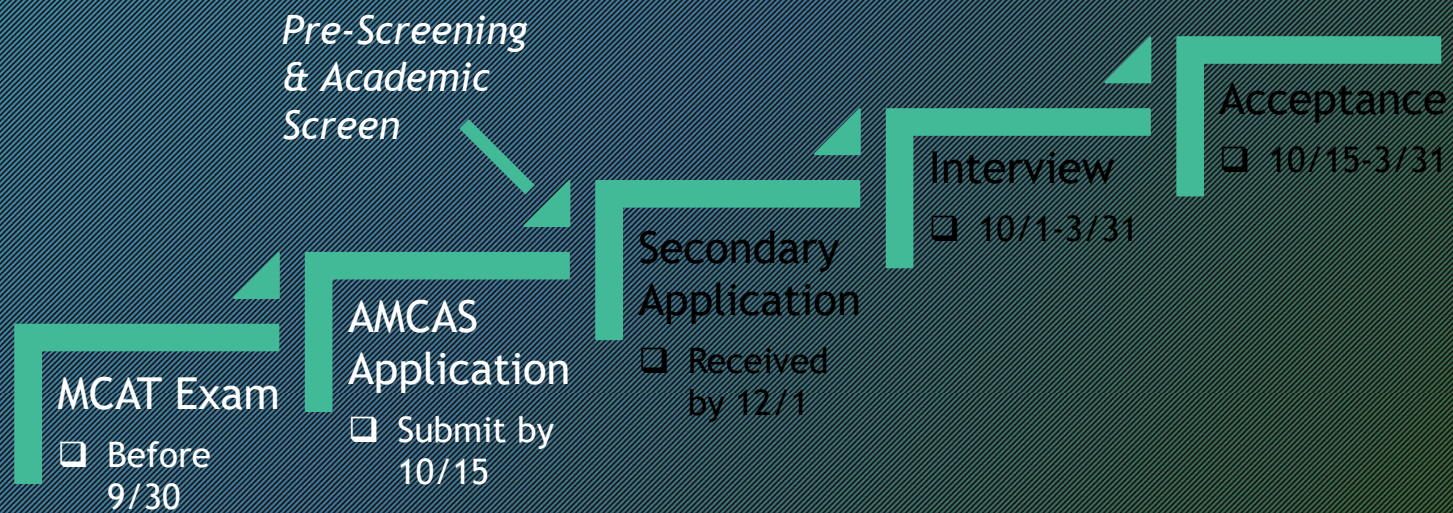 Pre-Screening
& Academic
Screen
MCAT Exam
❑ Before
9/30
AMCAS
Application
❑ Submit by
10/15
Secondary
Application
❑ Received
by 12/1
Interview
❑ 10/1-3/31
Acceptance
❑ 10/15-3/31